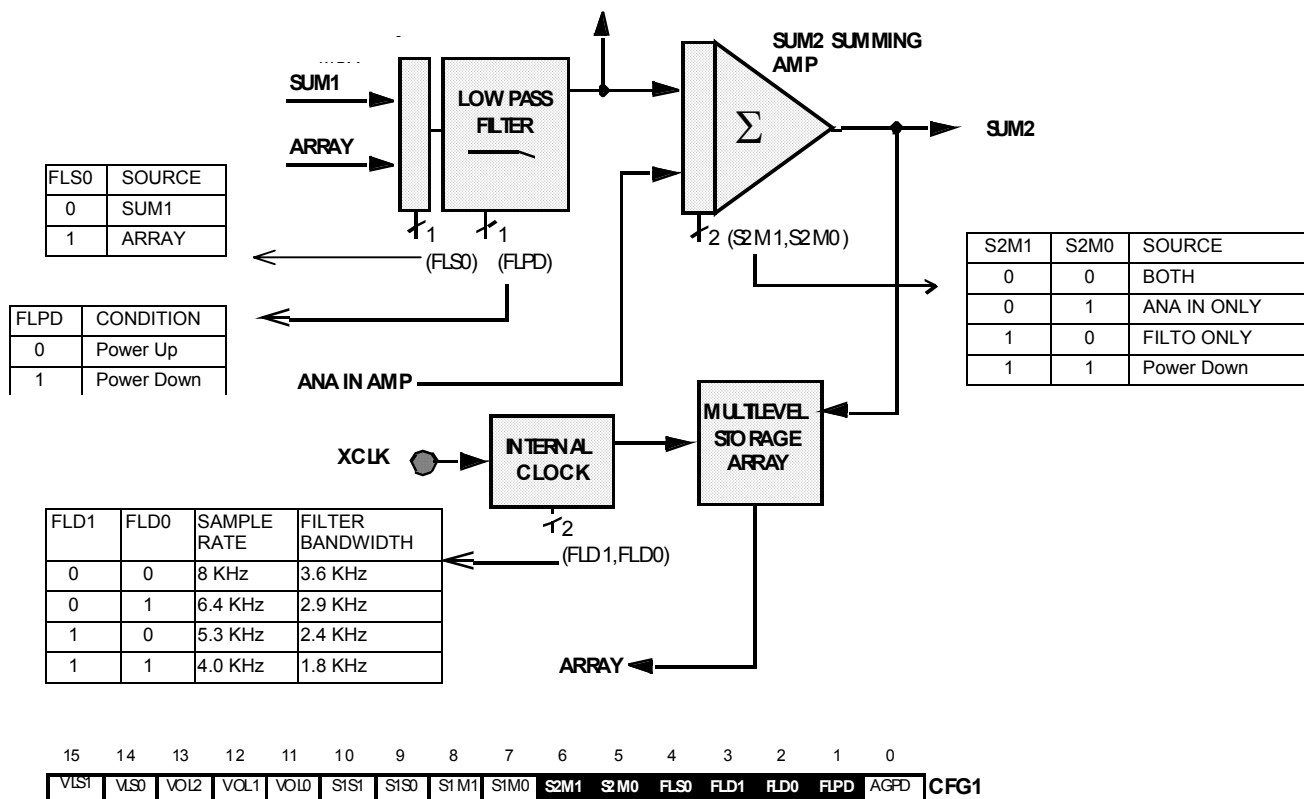 SUM2 SUMMING
AMP
SUM1
LOW PASS
FILTER
Σ
SUM2
ARRAY
FLS0 SOURCE
0 SUM1
1 ARRAY
1
(FLS0)
1
(FLPD)
2 (S2M1,S2M0)
S2M1 S2M0 SOURCE
0 0 BOTH
0 1 ANA IN ONLY
1 0 FILTO ONLY
1 1 Power Down
FLPD CONDITION
0 Power Up
1 Power Down
ANA IN AMP
MULTILEVEL
STORAGE
ARRAY
XCLK
INTERNAL
CLOCK
2
(FLD1,FLD0)
FLD1 FLD0 SAMPLE RATE FILTER BANDWIDTH
0 0 8 KHz 3.6 KHz
0 1 6.4 KHz 2.9 KHz
1 0 5.3 KHz 2.4 KHz
1 1 4.0 KHz 1.8 KHz
ARRAY
15 14 13 12 11 10 9 8 7 6 5 4 3 2 1 0
VLS1 VLS0 VOL2 VOL1 VOL0 S1S1 S1S0 S1M1 S1M0 S2M1 S2M0 FLS0 FLD1 FLD0 FLPD AGPD CFG1